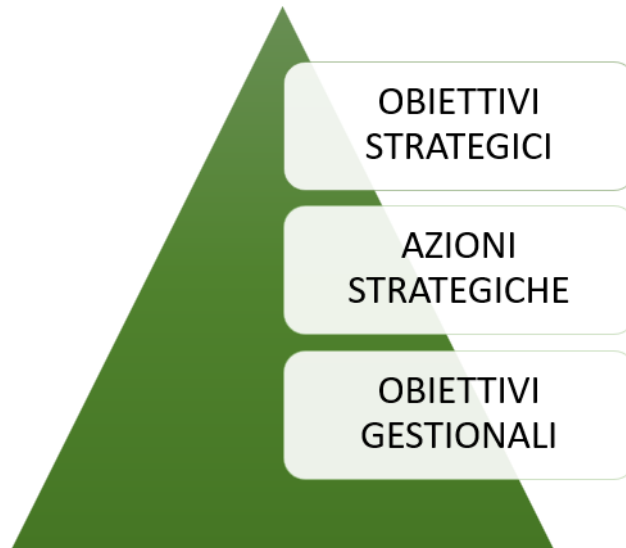 OBIETTIVI
STRATEGICI
AZIONI
STRATEGICHE
OBIETTIVI
GESTIONALI